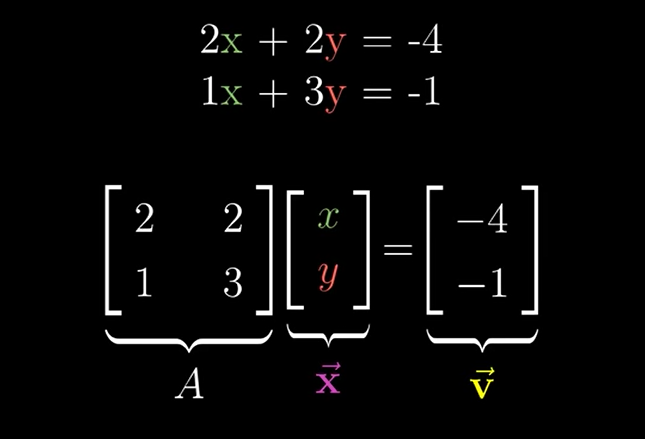 2x + 2y = -4
1x + 3y = -1
[2 2
1 3] [x
y] = [−4
−1]
A x⃗ v⃗